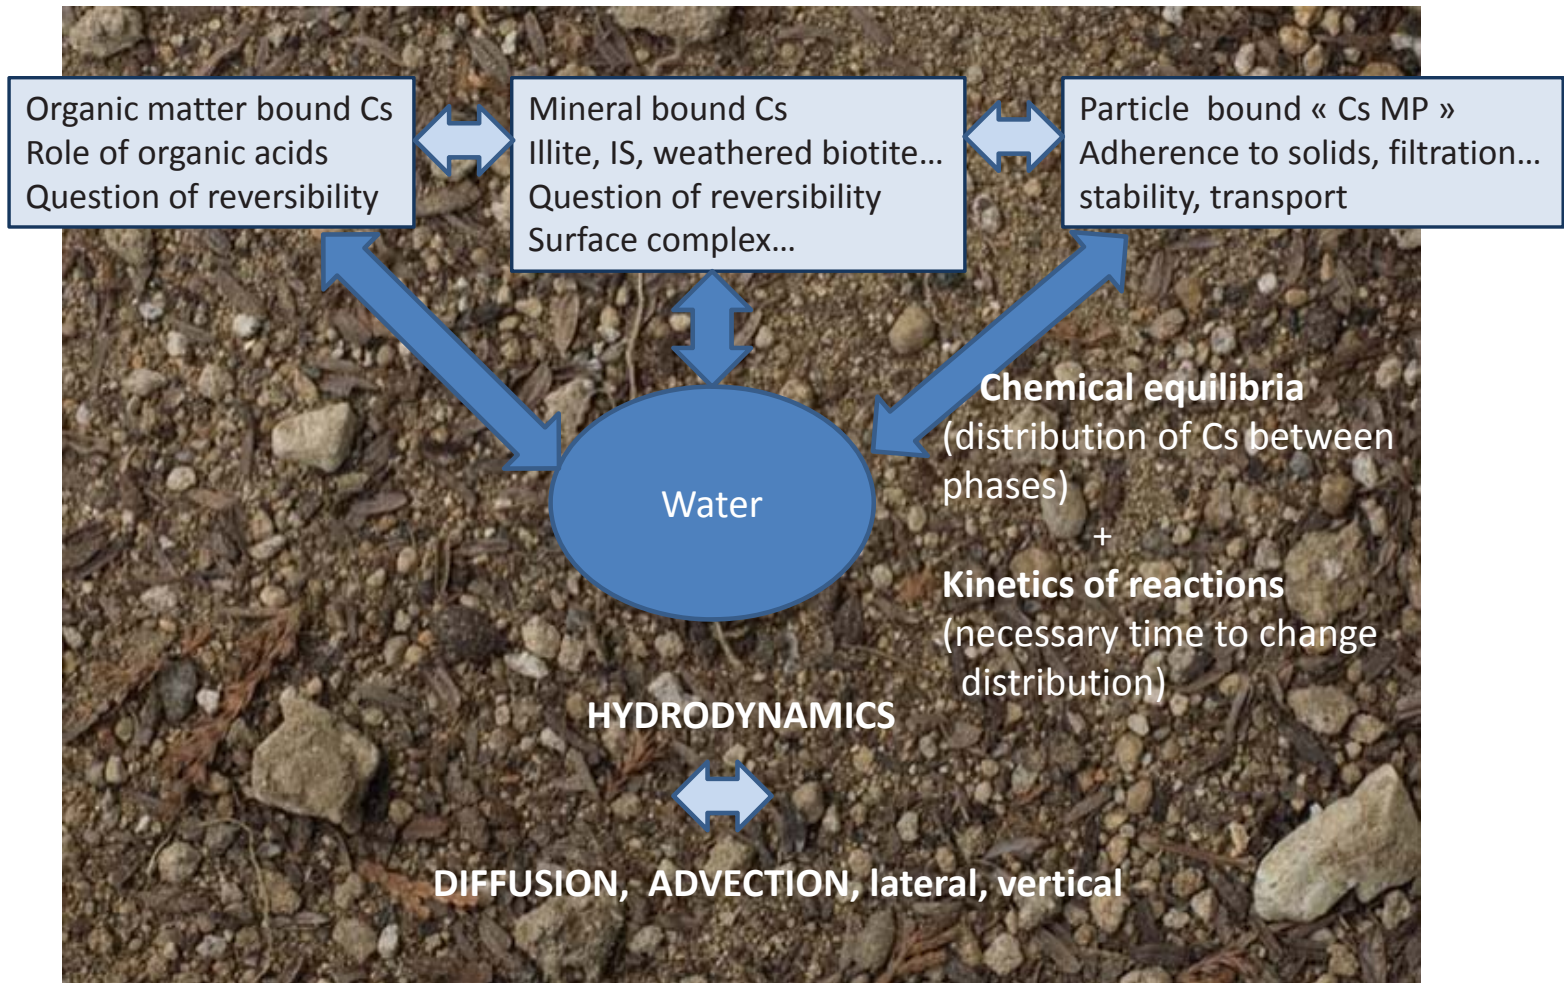 Organic matter bound Cs
Role of organic acids
Question of reversibility
Mineral bound Cs
Illite, IS, weathered biotite...
Question of reversibility
Surface complex...
Particle  bound « Cs MP »
Adherence to solids, filtration...
stability, transport
Water
Chemical equilibria
(distribution of Cs between
phases)
+
Kinetics of reactions
(necessary time to change
distribution)
HYDRODYNAMICS
DIFFUSION,  ADVECTION, lateral, vertical